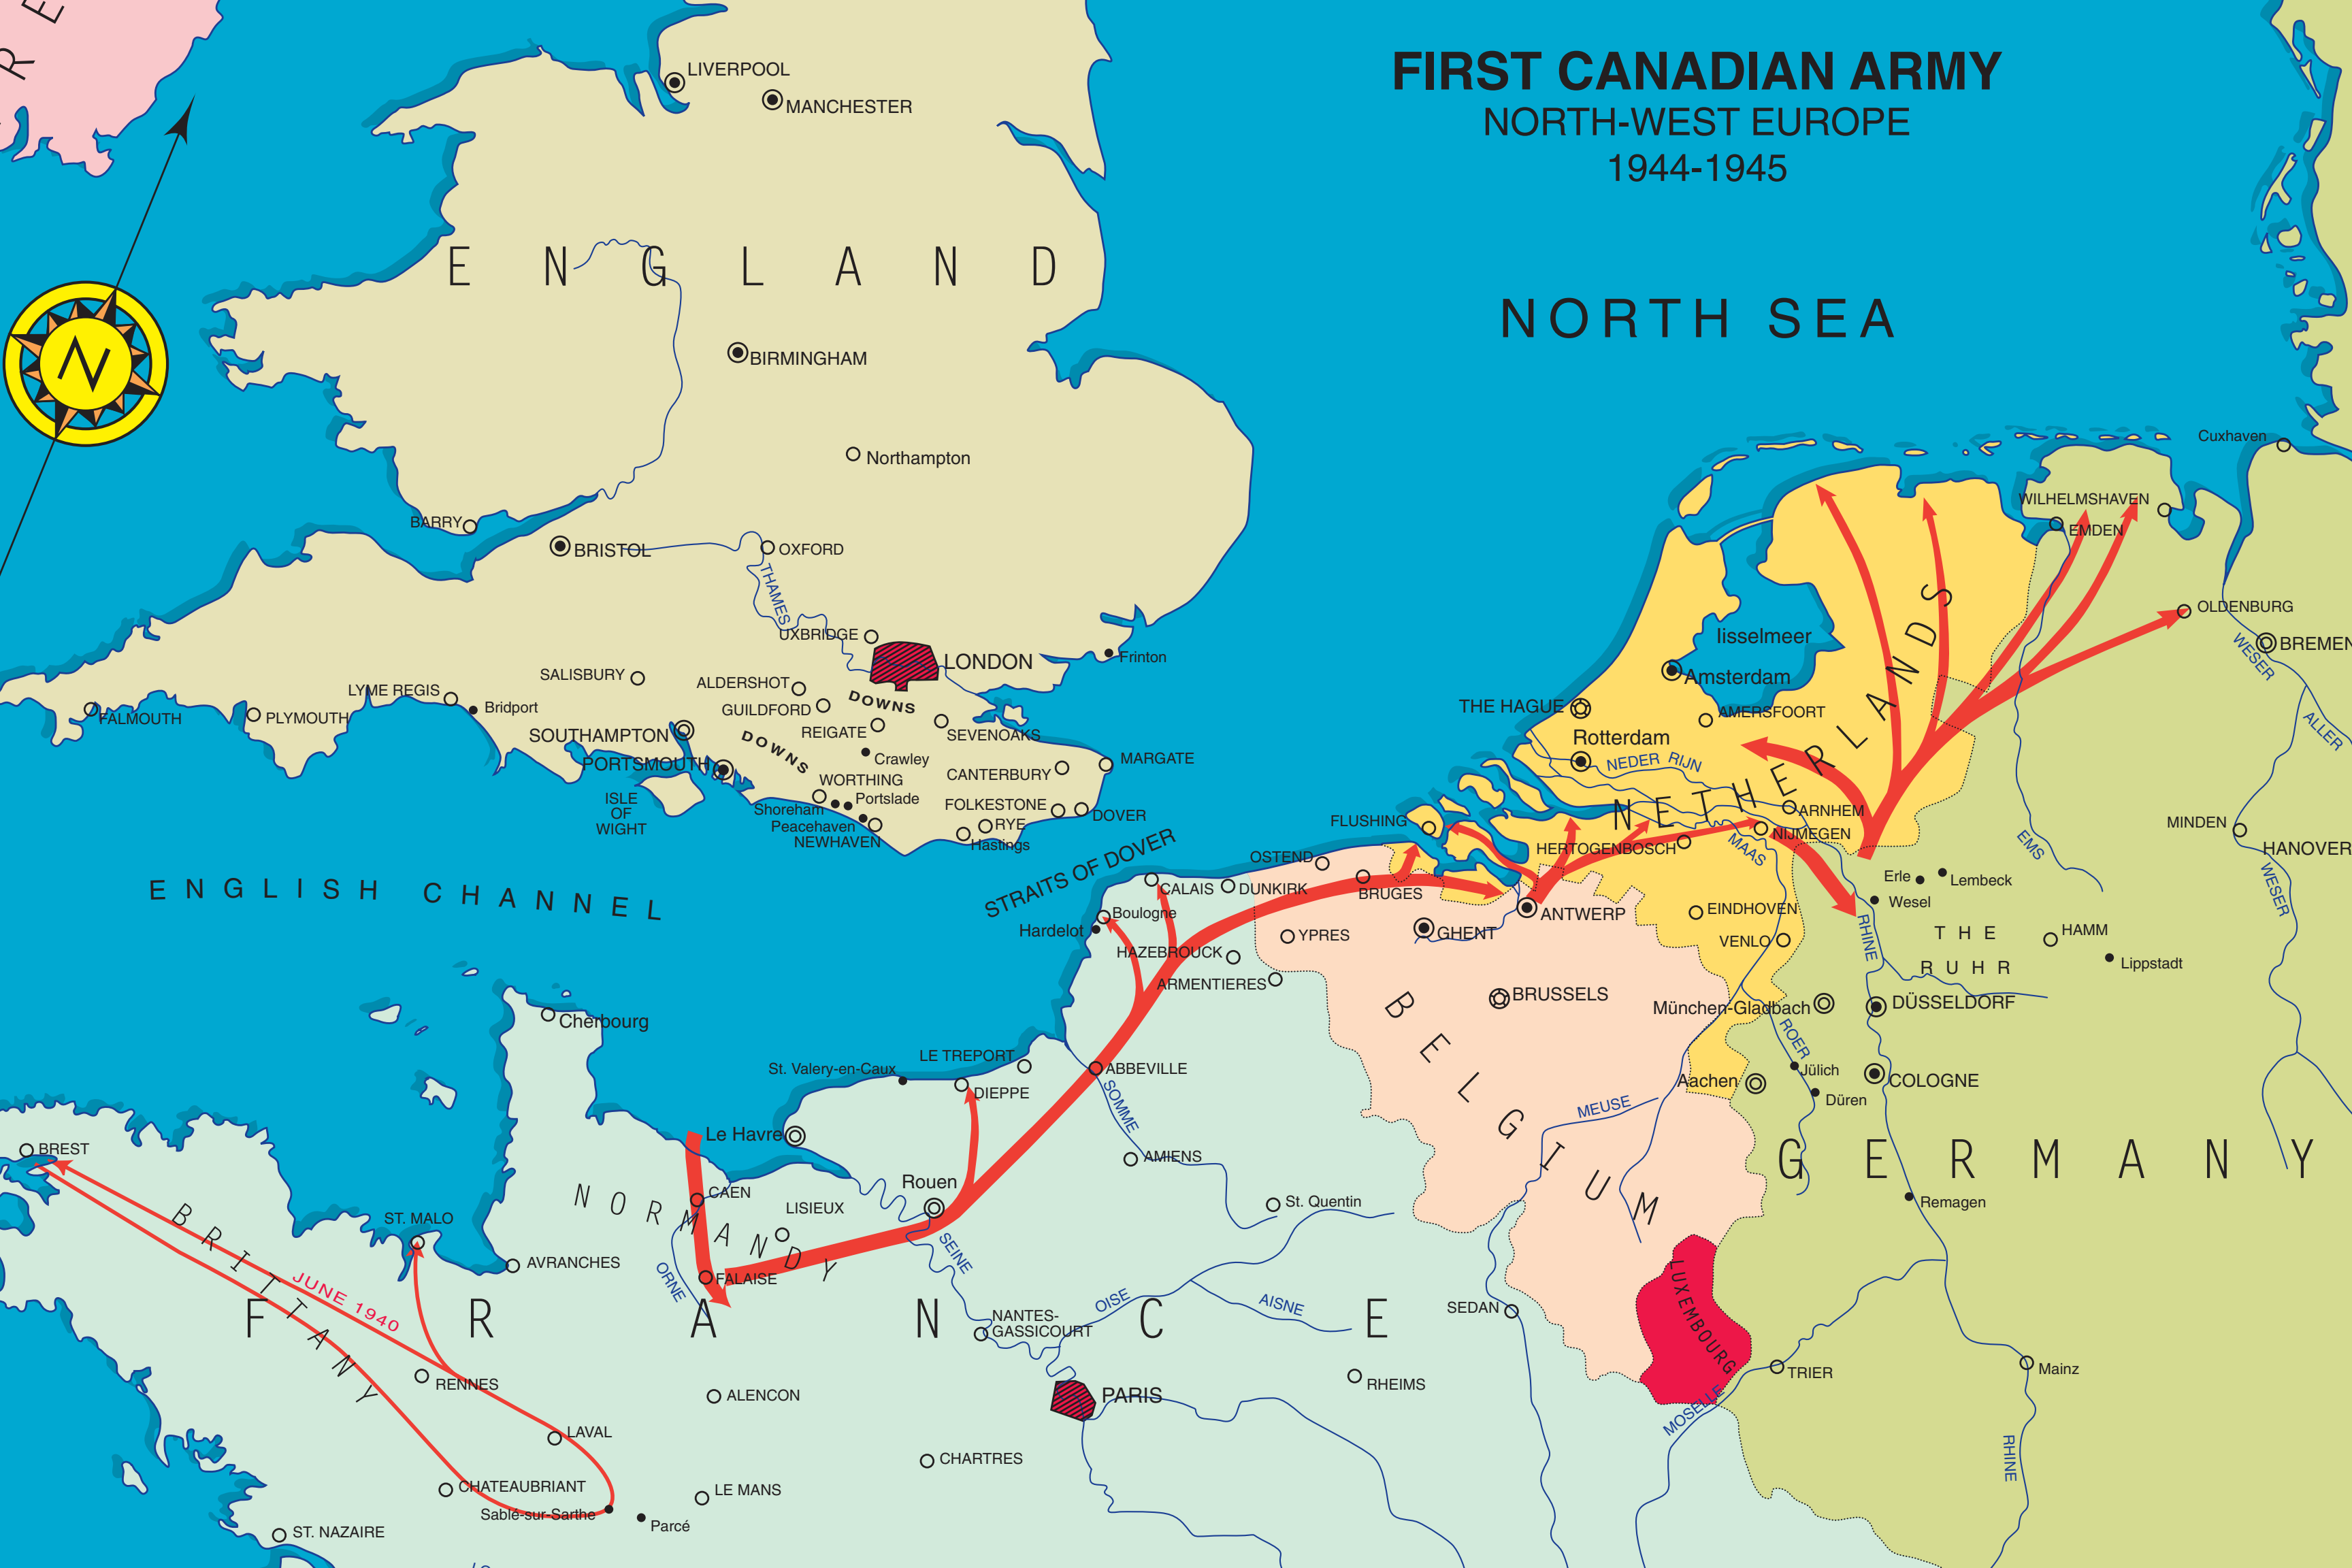 FIRST CANADIAN ARMY
NORTH-WEST EUROPE
1944-1945
R E
LIVERPOOL
MANCHESTER
ENGLAND
NORTH SEA
N
BIRMINGHAM
Northampton
BARRY
BRISTOL
OXFORD
THAMES
UXBRIDGE
LONDON
Frinton
SALISBURY
ALDERSHOT
DOWNS
LYME REGIS
Bridport
GUILDFORD
FALMOUTH
PLYMOUTH
SOUTHAMPTON
REIGATE
SEVENOAKS
DOWNS
Crawley
PORTSMOUTH
CANTERBURY
MARGATE
WORTHING
ISLE
OF
WIGHT
Shoreham
Portslade
FOLKESTONE
DOVER
Peacehaven
RYE
NEWHAVEN
Hastings
ENGLISH CHANNEL
STRAITS OF DOVER
Cuxhaven
WILHELMSHAVEN
EMDEN
OLDENBURG
BREMEN
WESER
ALLER
Iisselmeer
Amsterdam
THE HAGUE
AMERSFOORT
Rotterdam
NEDER RIJN
NETHERLANDS
ARNHEM
FLUSHING
NIJMEGEN
HERTOGENBOSCH
MAAS
EMS
MINDEN
HANOVER
WESER
OSTEND
CALAIS
DUNKIRK
BRUGES
ANTWERP
EINDHOVEN
Erle
Lembeck
Wesel
Boulogne
Hardelot
YPRES
GHENT
VENLO
RHINE
THE
RUHR
HAMM
Lippstadt
HAZEBROUCK
ARMENTIERES
BRUSSELS
München-Gladbach
DÜSSELDORF
ROER
BELGIUM
Cherbourg
LE TREPORT
St. Valery-en-Caux
DIEPPE
ABBEVILLE
SOMME
MEUSE
Aachen
Jülich
COLOGNE
Düren
BREST
Le Havre
AMIENS
GERMANY
Rouen
CAEN
LISIEUX
St. Quentin
Remagen
NORMANDY
ST. MALO
BRITTANY
AVRANCHES
SEINE
ORNE
FALAISE
JUNE 1940
FRANCE
OISE
AISNE
SEDAN
LUXEMBOURG
NANTES-
GASSICOURT
RENNES
ALENCON
PARIS
RHEIMS
TRIER
Mainz
MOSELLE
LAVAL
CHARTRES
RHINE
CHATEAUBRIANT
LE MANS
Sablé-sur-Sarthe
Parcé
ST. NAZAIRE